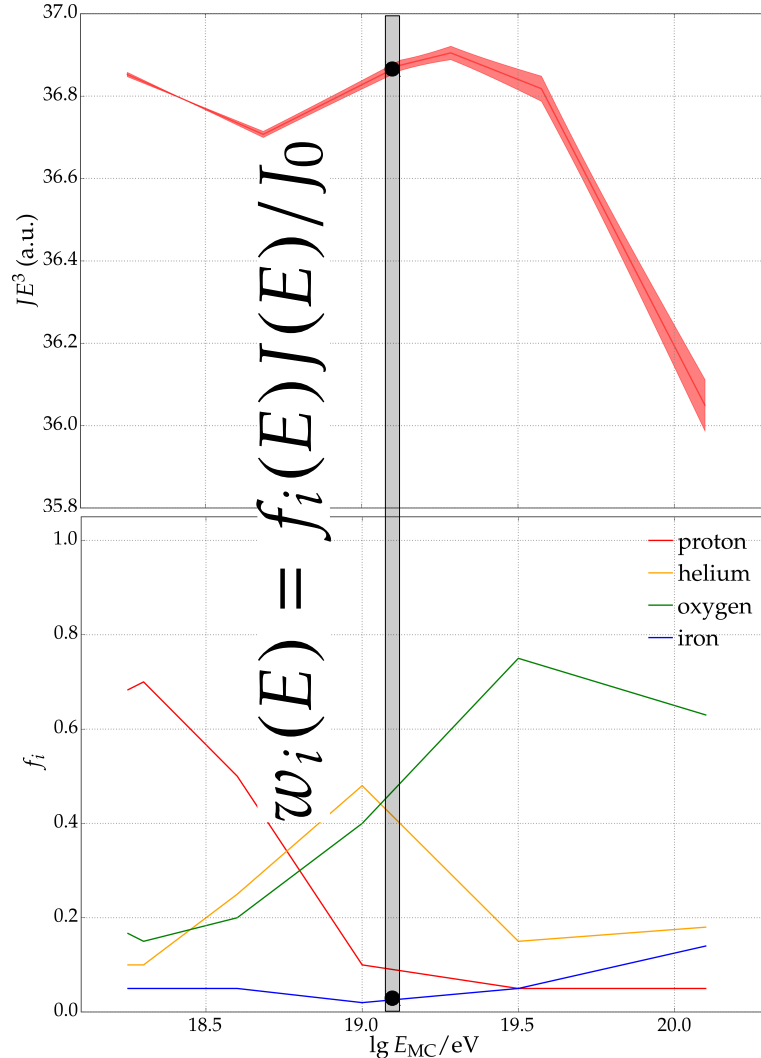 37.0
36.8
36.6
36.4
36.2
36.0
35.8
JE³ (a.u.)
w_i(E) = f_i(E)J(E)/J₀
1.0
0.8
0.6
0.4
0.2
0.0
f_i
proton
helium
oxygen
iron
18.5 19.0 19.5 20.0
lg E_MC/eV